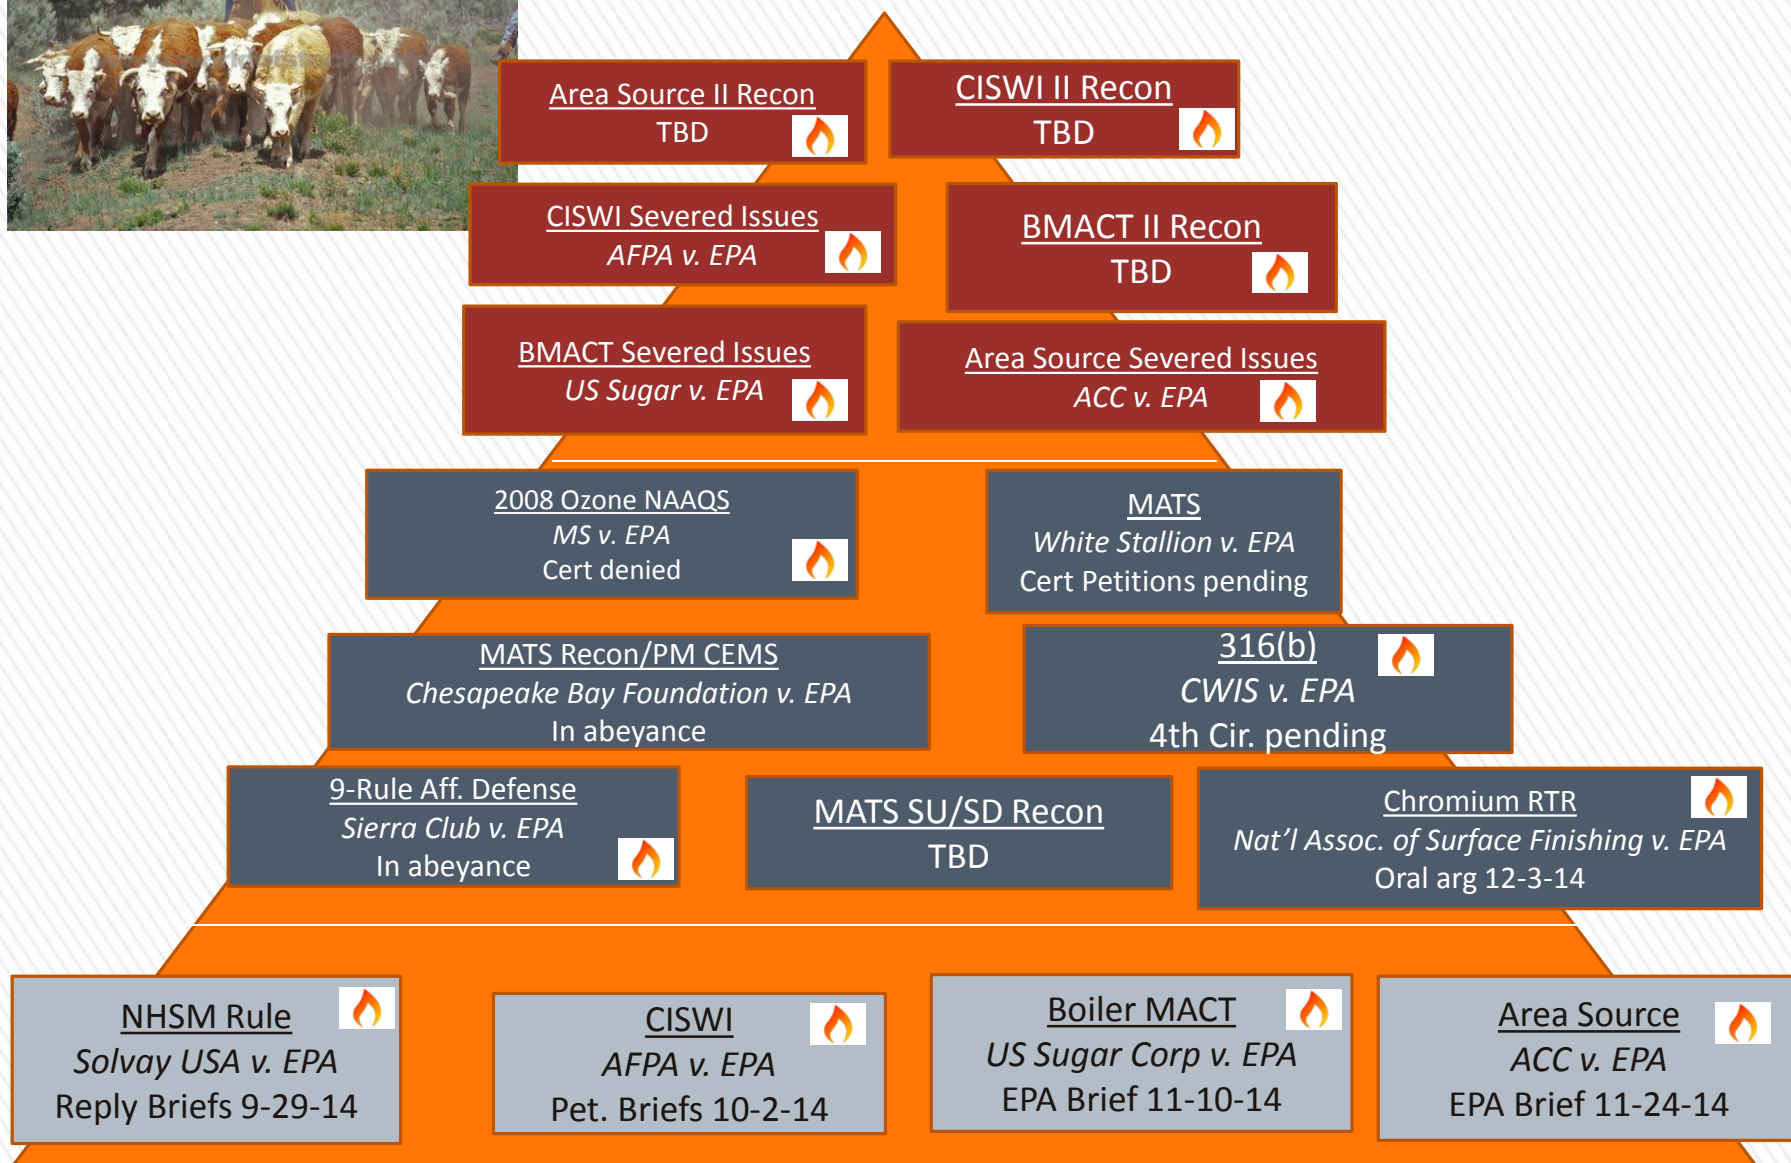 Area Source II Recon
TBD
CISWI II Recon
TBD
CISWI Severed Issues
AFPA v. EPA
BMACT II Recon
TBD
BMACT Severed Issues
US Sugar v. EPA
Area Source Severed Issues
ACC v. EPA
2008 Ozone NAAQS
MS v. EPA
Cert denied
MATS
White Stallion v. EPA
Cert Petitions pending
MATS Recon/PM CEMS
Chesapeake Bay Foundation v. EPA
In abeyance
316(b)
CWIS v. EPA
4th Cir. pending
9-Rule Aff. Defense
Sierra Club v. EPA
In abeyance
MATS SU/SD Recon
TBD
Chromium RTR
Nat’l Assoc. of Surface Finishing v. EPA
Oral arg 12-3-14
NHSM Rule
Solvay USA v. EPA
Reply Briefs 9-29-14
CISWI
AFPA v. EPA
Pet. Briefs 10-2-14
Boiler MACT
US Sugar Corp v. EPA
EPA Brief 11-10-14
Area Source
ACC v. EPA
EPA Brief 11-24-14